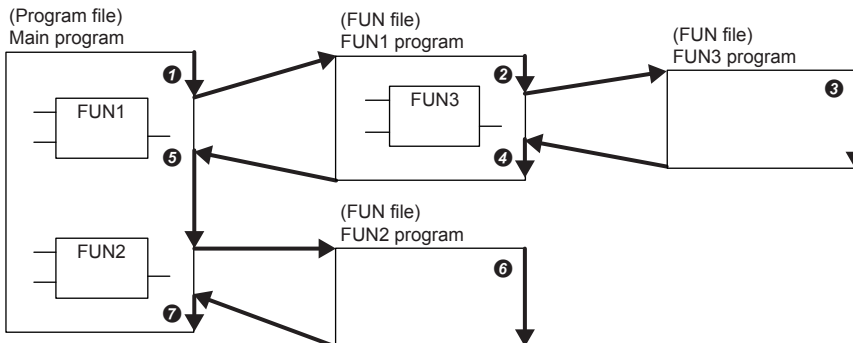 (Program file)
Main program
❶
FUN1
❺
FUN2
❼
(FUN file)
FUN1 program
❷
FUN3
❹
(FUN file)
FUN3 program
❸
(FUN file)
FUN2 program
❻